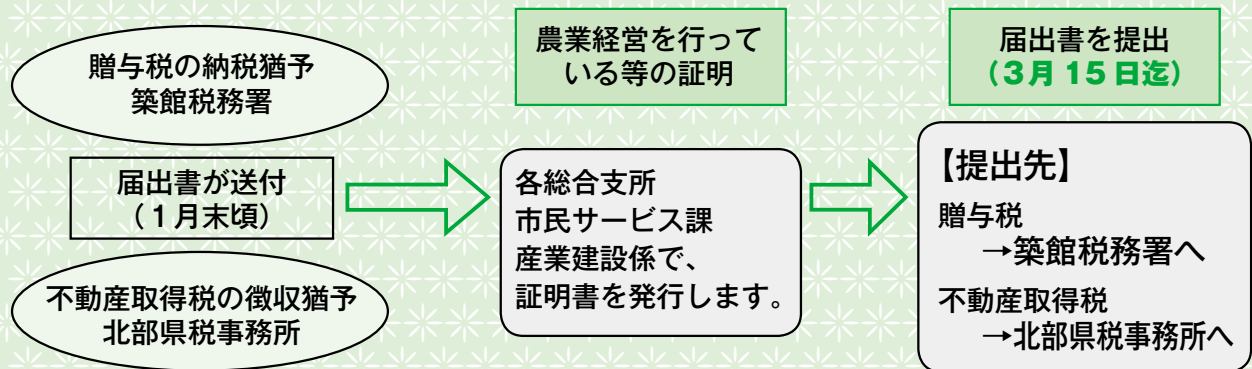 贈与税の納税猶予
築館税務署
届出書が送付
(1月末頃)
不動産取得税の徴収猶予
北部県税事務所
農業経営を行って
いる等の証明
各総合支所
市民サービス課
産業建設係で、
証明書を発行します。
届出書を提出
(3月15日迄)
【提出先】
贈与税
→築館税務署へ
不動産取得税
→北部県税事務所へ